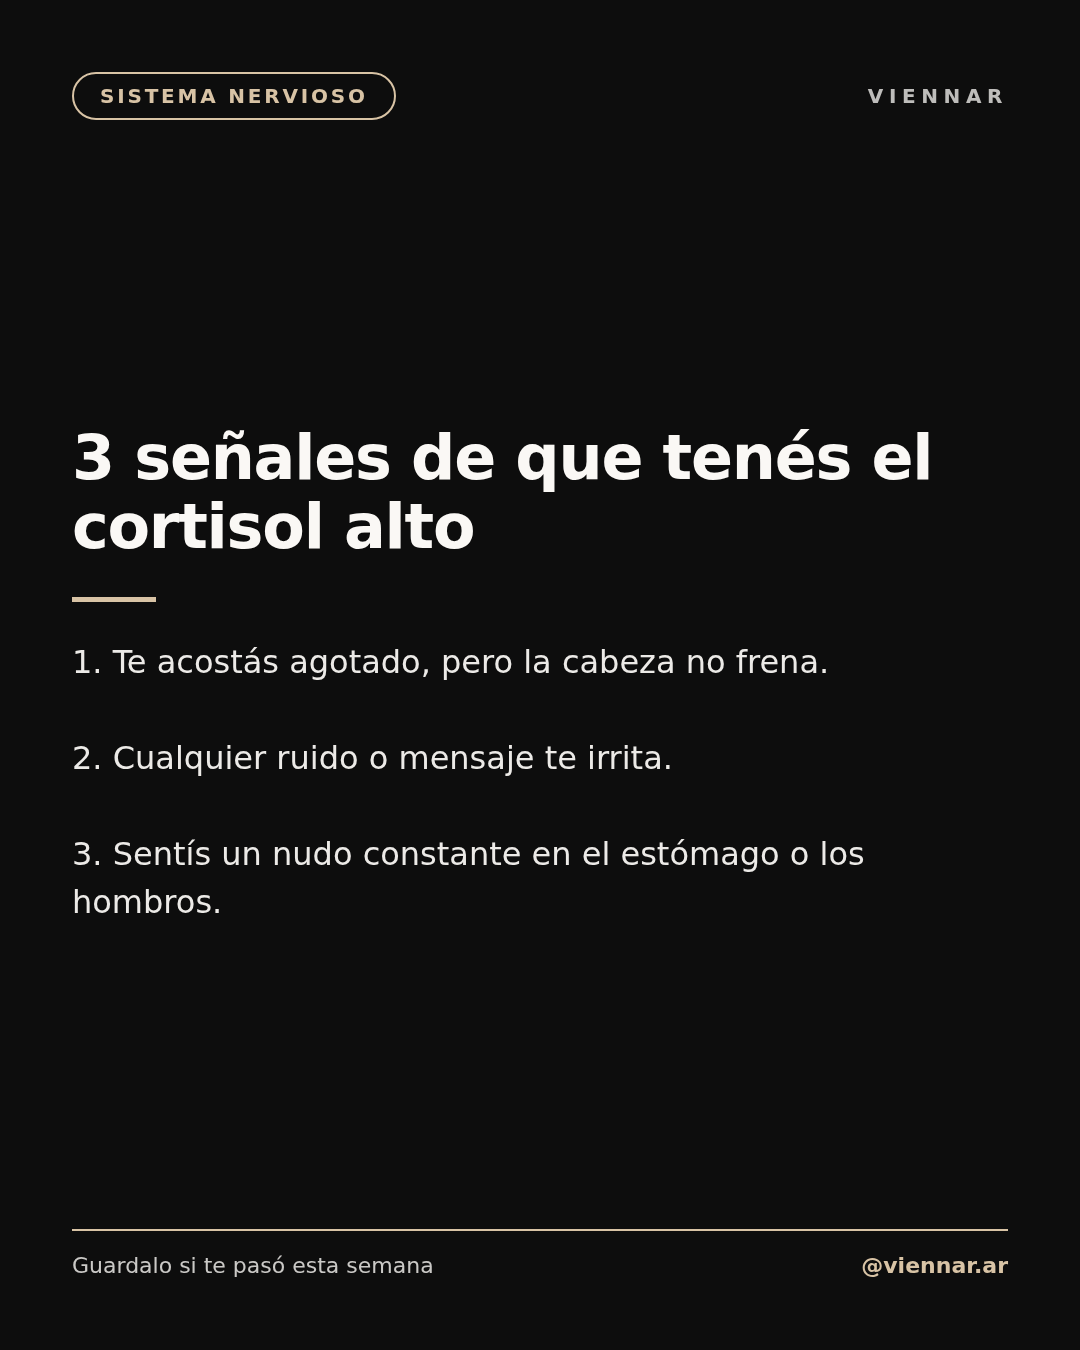 SISTEMA NERVIOSO
VIENNAR
3 señales de que tenés el
cortisol alto
1. Te acostás agotado, pero la cabeza no frena.
2. Cualquier ruido o mensaje te irrita.
3. Sentís un nudo constante en el estómago o los
hombros.
Guardalo si te pasó esta semana
@viennar.ar